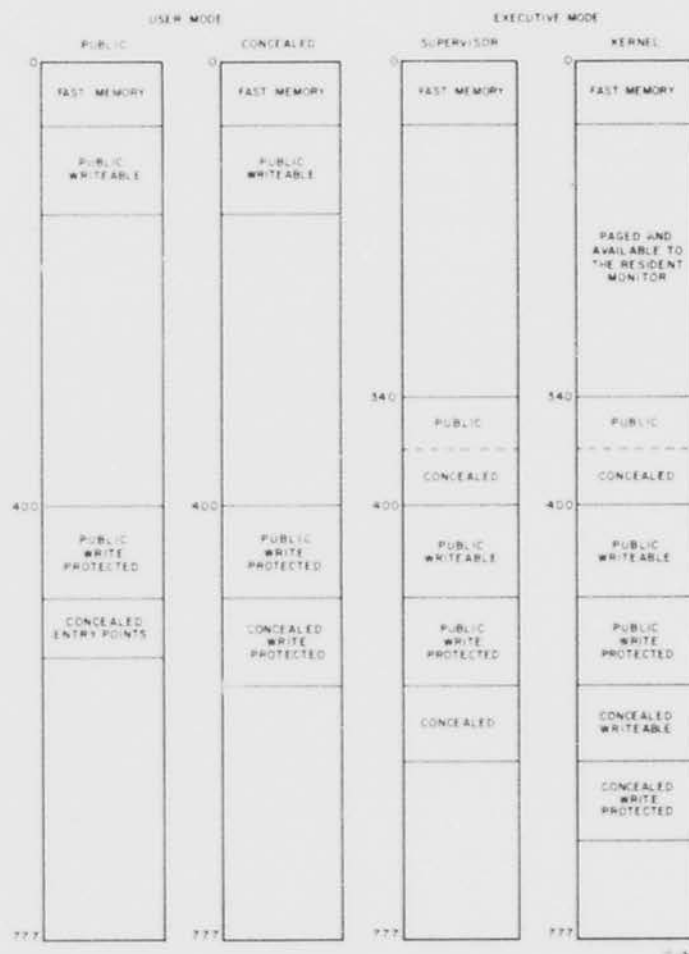 USER MODE
EXECUTIVE MODE
PUBLIC
CONCEALED
SUPERVISOR
KERNEL
0
FAST MEMORY
PUBLIC
WRITEABLE
400
PUBLIC
WRITE
PROTECTED
CONCEALED
ENTRY POINTS
777
0
FAST MEMORY
PUBLIC
WRITEABLE
400
PUBLIC
WRITE
PROTECTED
CONCEALED
WRITE
PROTECTED
777
0
FAST MEMORY
340
PUBLIC
CONCEALED
400
PUBLIC
WRITEABLE
PUBLIC
WRITE
PROTECTED
CONCEALED
777
0
FAST MEMORY
PAGED AND
AVAILABLE TO
THE RESIDENT
MONITOR
340
PUBLIC
CONCEALED
400
PUBLIC
WRITEABLE
PUBLIC
WRITE
PROTECTED
CONCEALED
WRITEABLE
CONCEALED
WRITE
PROTECTED
777